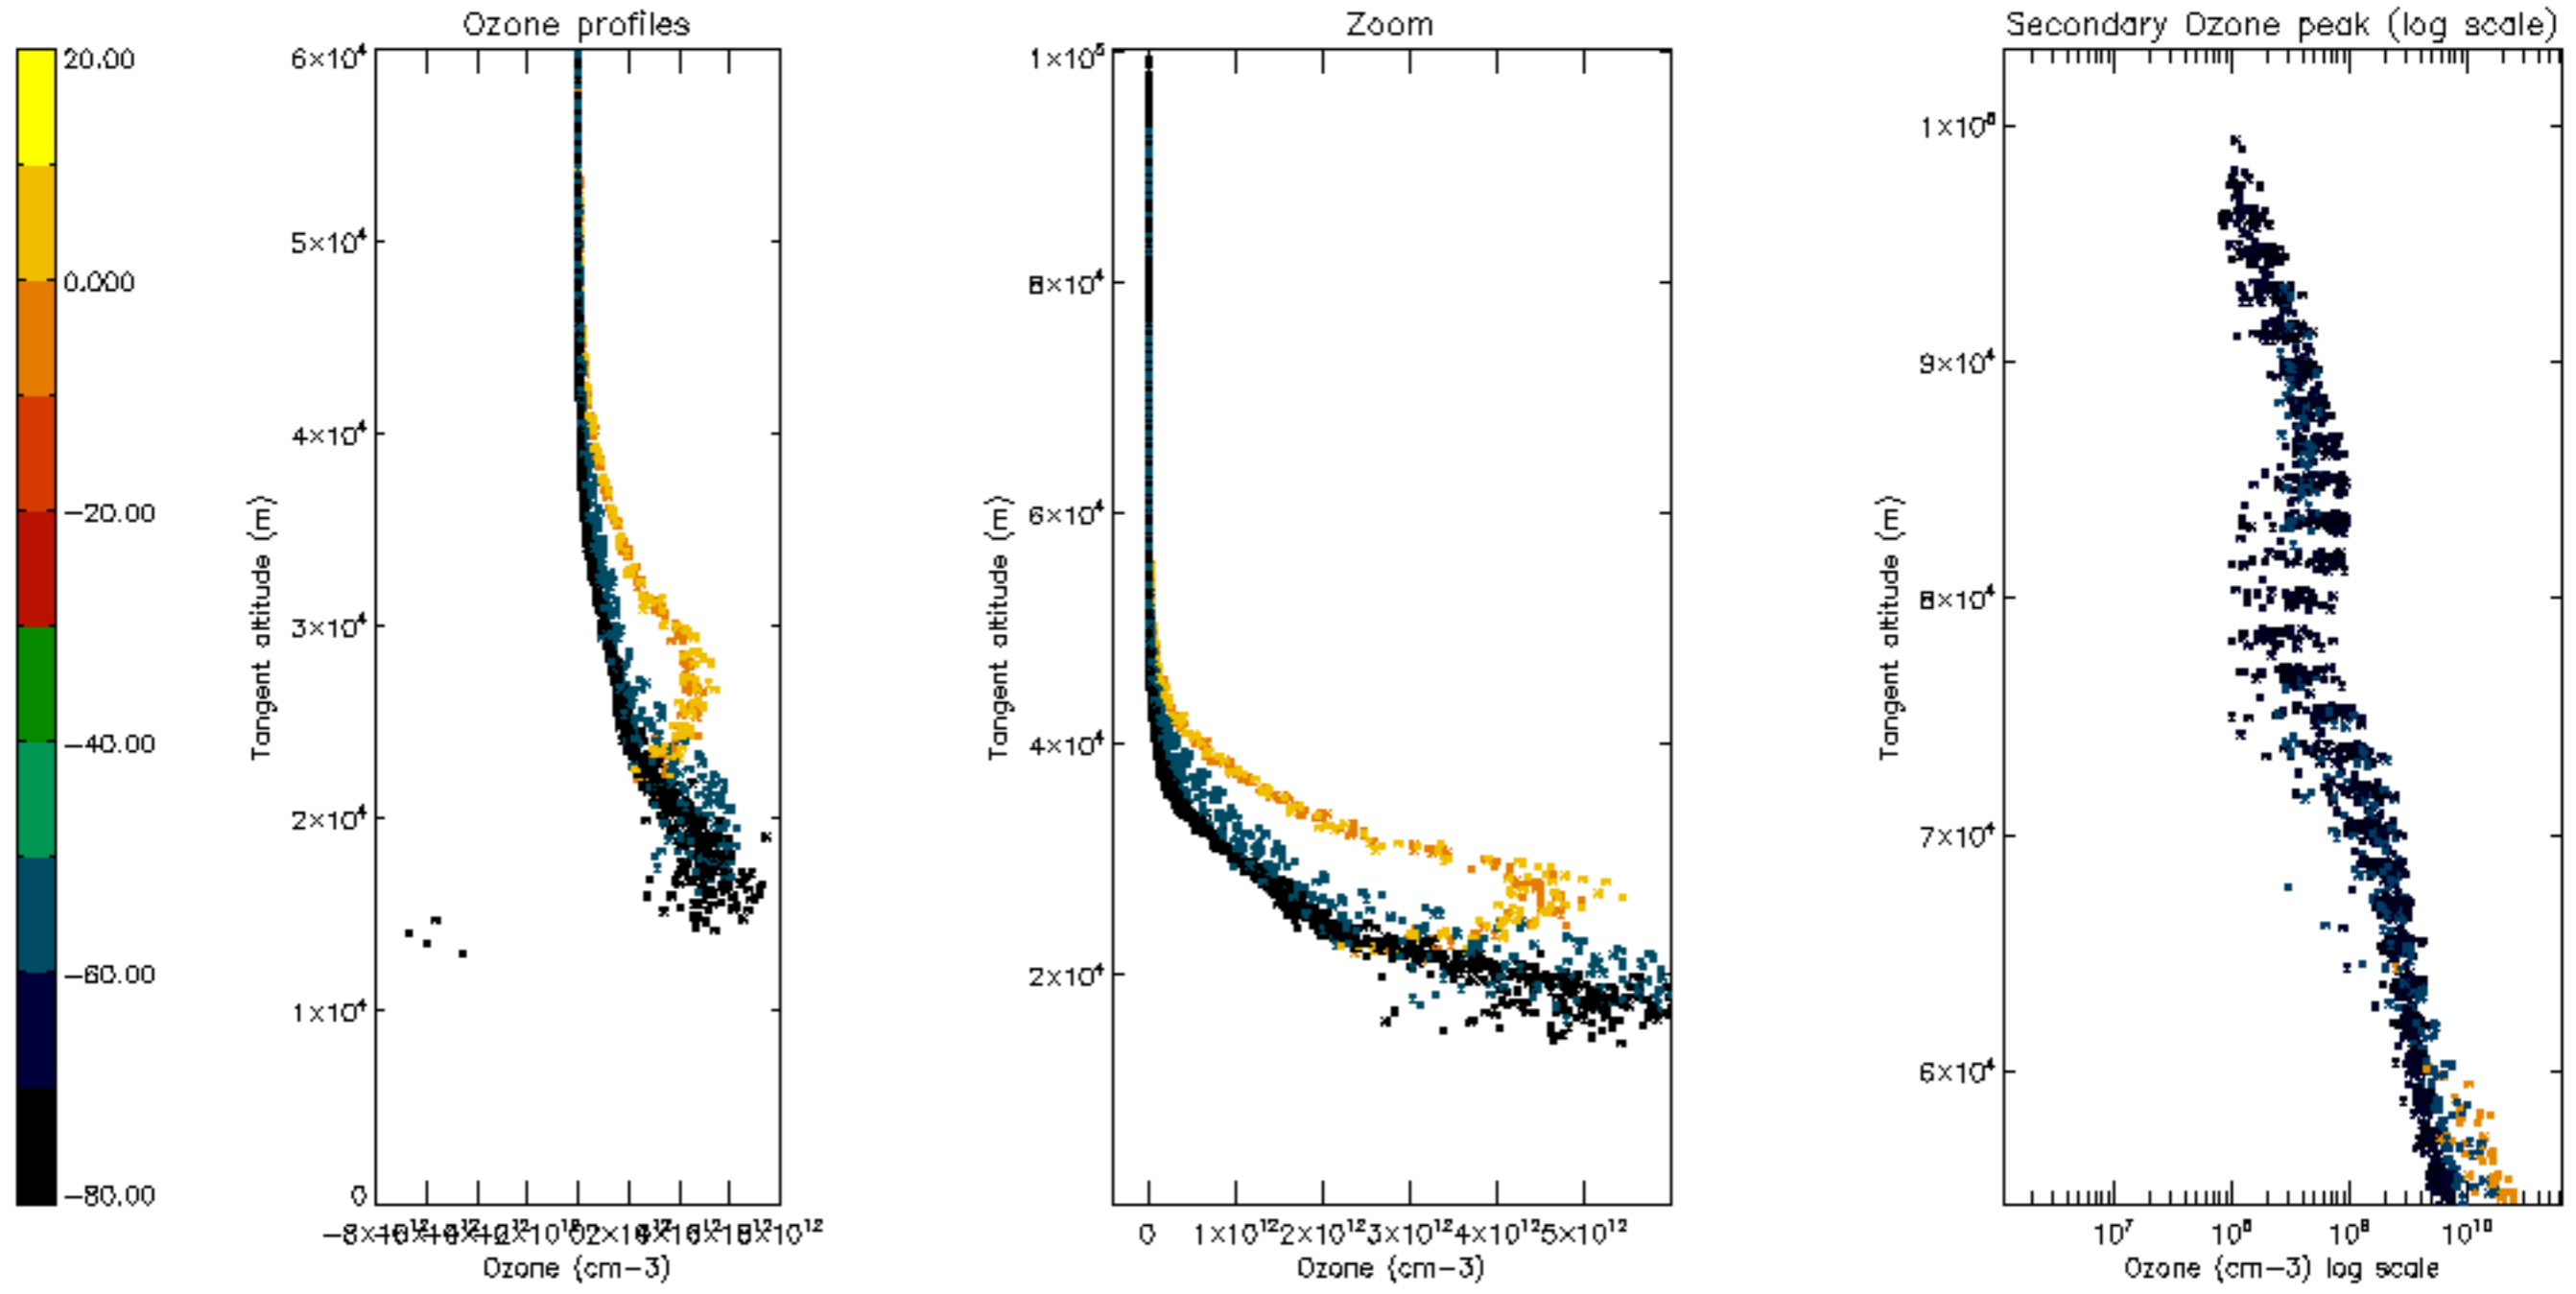 Ozone profiles
Zoom
Secondary Ozone peak (log scale)
20.00
0.000
−20.00
−40.00
−60.00
−80.00
6×10⁴
5×10⁴
4×10⁴
3×10⁴
2×10⁴
1×10⁴
0
Tangent altitude (m)
Ozone (cm−3)
1×10⁵
8×10⁴
6×10⁴
4×10⁴
2×10⁴
Tangent altitude (m)
0 1×10¹² 2×10¹² 3×10¹² 4×10¹² 5×10¹²
Ozone (cm−3)
1×10⁵
9×10⁴
8×10⁴
7×10⁴
6×10⁴
Tangent altitude (m)
10⁷ 10⁸ 10⁹ 10¹⁰
Ozone (cm−3) log scale